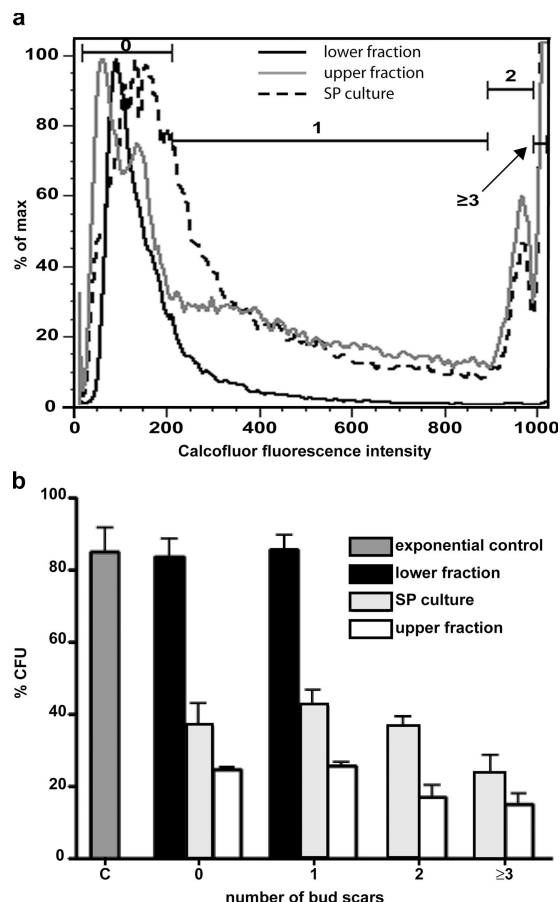 a
0
lower fraction
upper fraction
SP culture
2
1
≥3
% of max
100
80
60
40
20
0
0 200 400 600 800 1000
Calcofluor fluorescence intensity
b
exponential control
lower fraction
SP culture
upper fraction
% CFU
100
80
60
40
20
0
C 0 1 2 ≥3
number of bud scars